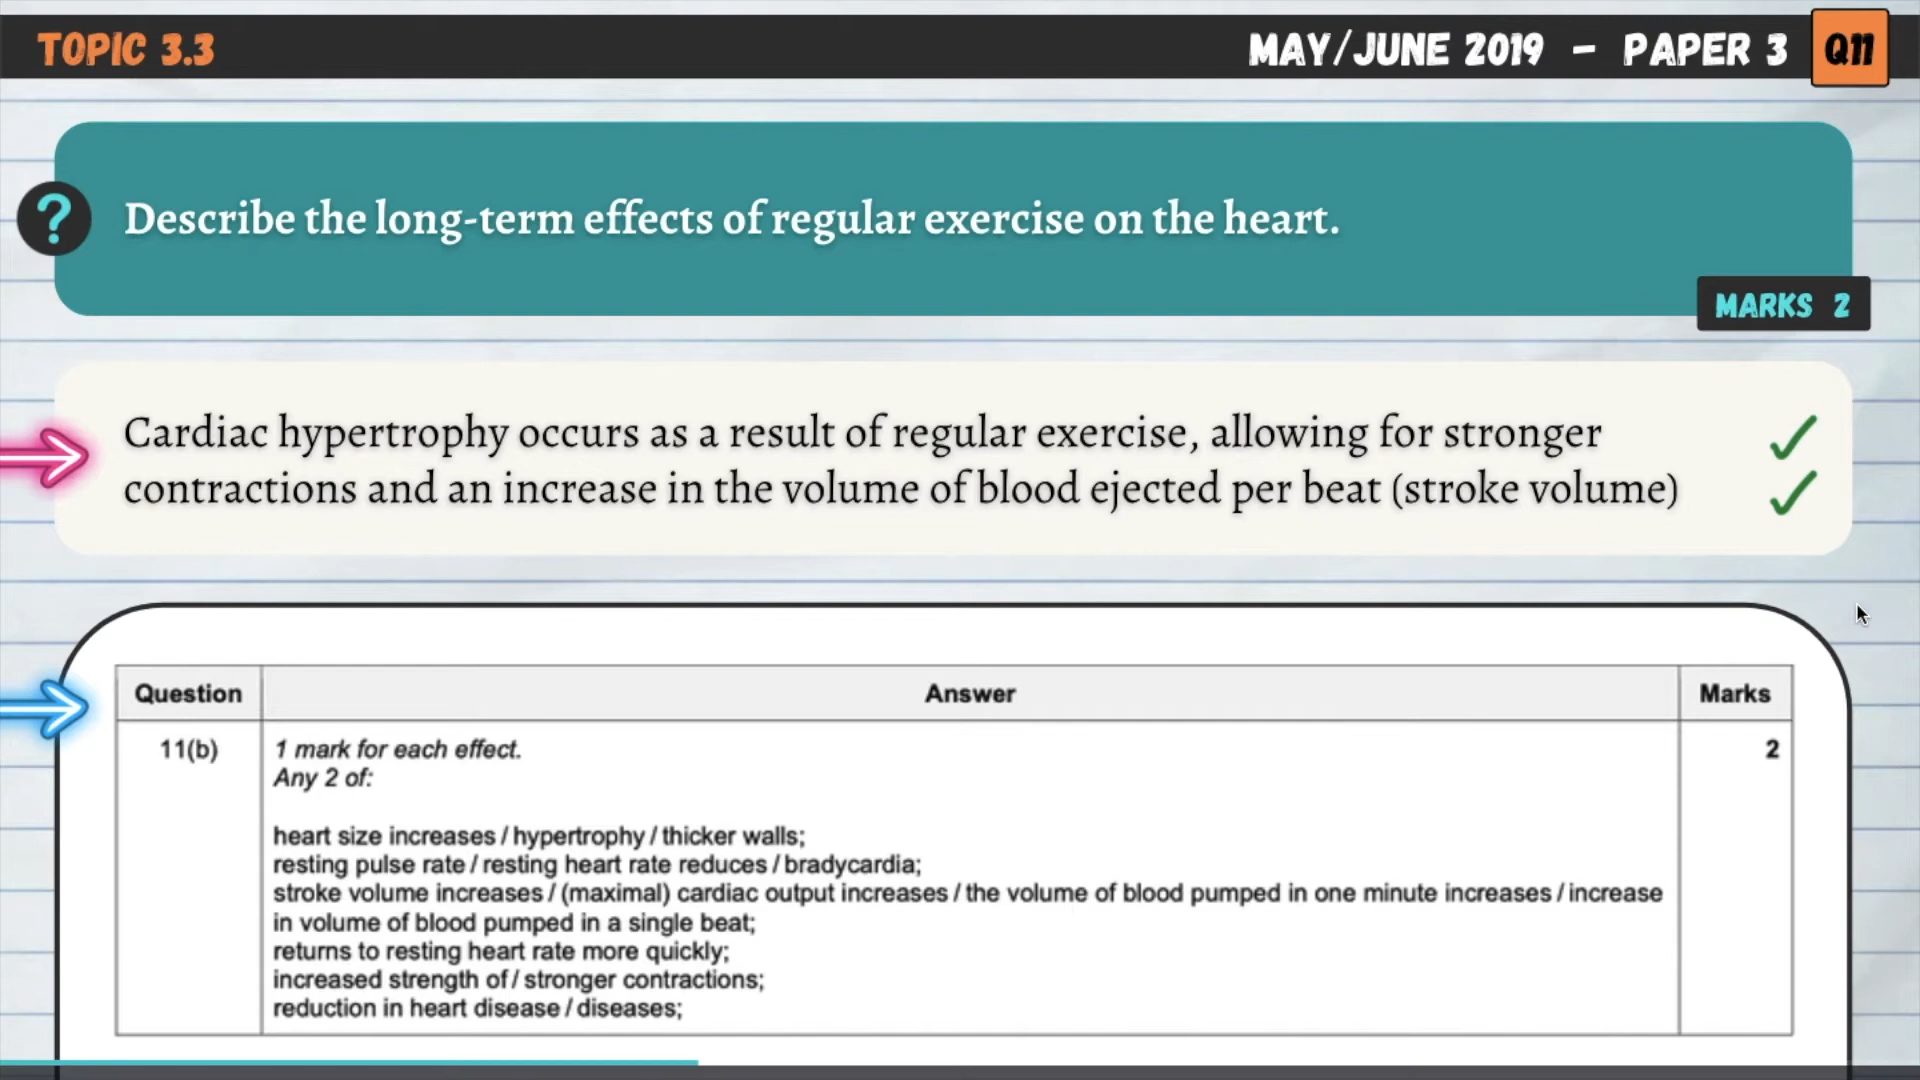 TOPIC 3.3
MAY/JUNE 2019 - PAPER 3 Q11
?
Describe the long-term effects of regular exercise on the heart.
MARKS 2
Cardiac hypertrophy occurs as a result of regular exercise, allowing for stronger
contractions and an increase in the volume of blood ejected per beat (stroke volume)
Question Answer Marks
11(b) 1 mark for each effect. 2
Any 2 of:
heart size increases / hypertrophy / thicker walls;
resting pulse rate / resting heart rate reduces / bradycardia;
stroke volume increases / (maximal) cardiac output increases / the volume of blood pumped in one minute increases / increase
in volume of blood pumped in a single beat;
returns to resting heart rate more quickly;
increased strength of / stronger contractions;
reduction in heart disease / diseases;